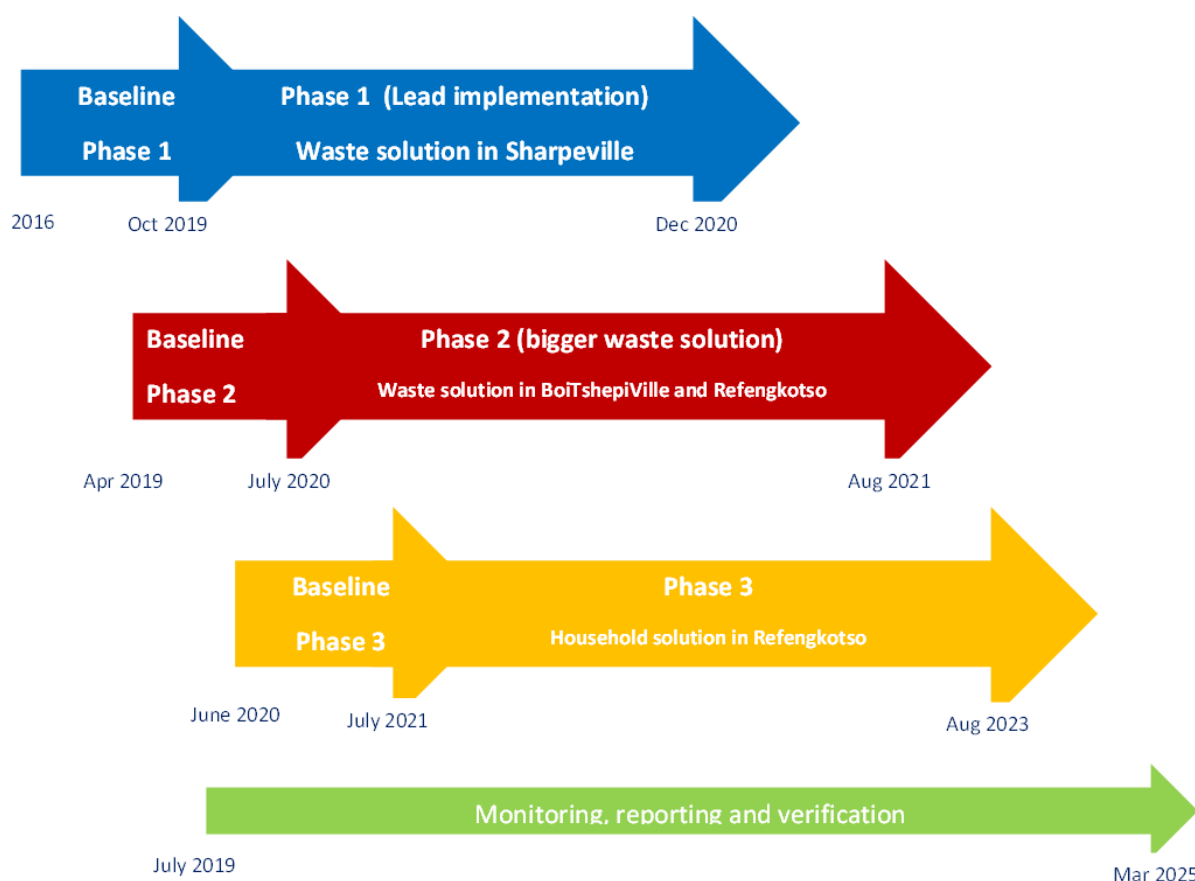 Baseline
Phase 1
Phase 1 (Lead implementation)
Waste solution in Sharpeville
2016
Oct 2019
Dec 2020
Baseline
Phase 2
Phase 2 (bigger waste solution)
Waste solution in BoiTshepiVille and Refengkotso
Apr 2019
July 2020
Aug 2021
Baseline
Phase 3
Phase 3
Household solution in Refengkotso
June 2020
July 2021
Aug 2023
Monitoring, reporting and verification
July 2019
Mar 2025